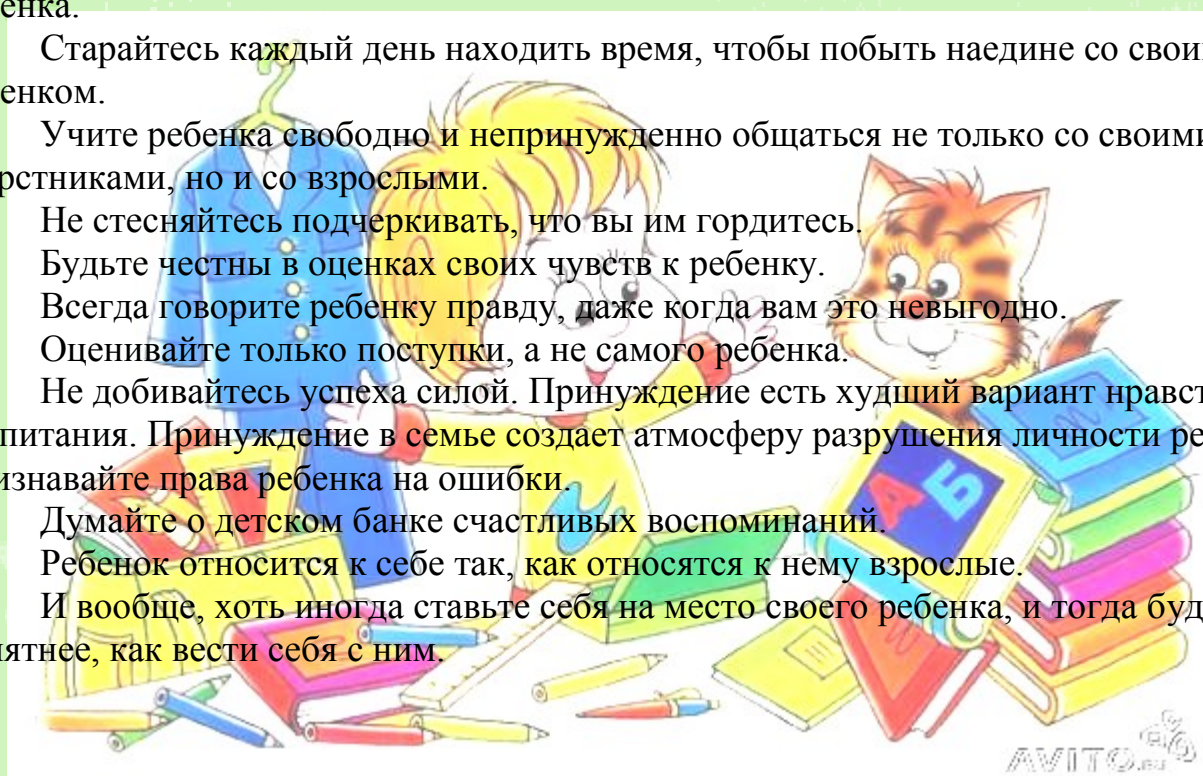 енка.
Старайтесь каждый день находить время, чтобы побыть наедине со свои
енком.
Учите ребенка свободно и непринужденно общаться не только со своими
рстниками, но и со взрослыми.
Не стесняйтесь подчеркивать, что вы им гордитесь.
Будьте честны в оценках своих чувств к ребенку.
Всегда говорите ребенку правду, даже когда вам это невыгодно.
Оценивайте только поступки, а не самого ребенка.
Не добивайтесь успеха силой. Принуждение есть худший вариант нравст
питания. Принуждение в семье создает атмосферу разрушения личности ре
изнавайте права ребенка на ошибки.
Думайте о детском банке счастливых воспоминаний.
Ребенок относится к себе так, как относятся к нему взрослые.
И вообще, хоть иногда ставьте себя на место своего ребенка, и тогда буд
ятнее, как вести себя с ним.
А Б
AVITO.ru